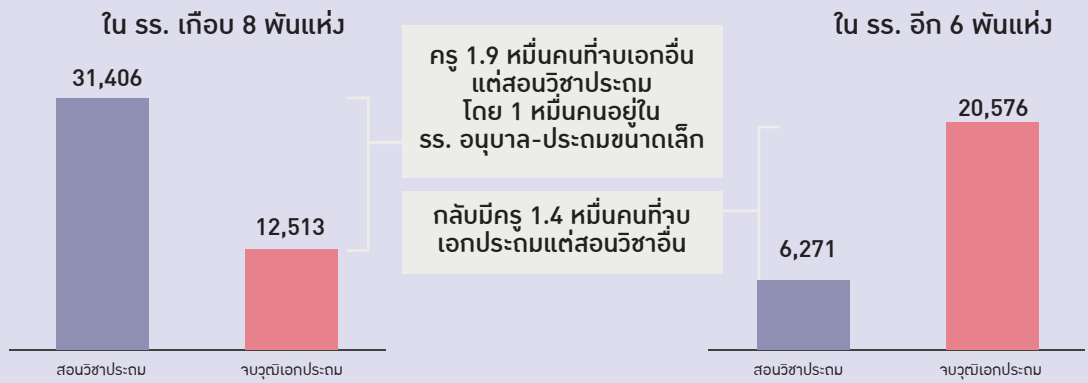 ใน รร. เกือบ 8 พันแห่ง
31,406
12,513
สอนวิชาประถม
จบวุฒิเอกประถม
ครู 1.9 หมื่นคนที่จบเอกอื่น
แต่สอนวิชาประถม
โดย 1 หมื่นคนอยู่ใน
รร. อนุบาล-ประถมขนาดเล็ก
กลับมีครู 1.4 หมื่นคนที่จบ
เอกประถมแต่สอนวิชาอื่น
ใน รร. อีก 6 พันแห่ง
6,271
20,576
สอนวิชาประถม
จบวุฒิเอกประถม